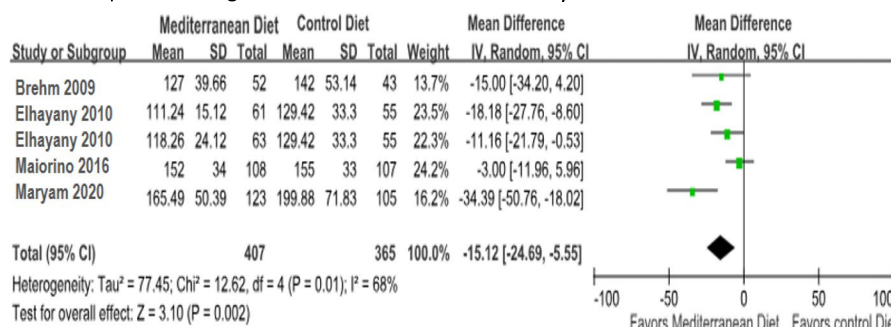 Mediterranean Diet Control Diet Mean Difference Mean Difference
Study or Subgroup Mean SD Total Mean SD Total Weight IV, Random, 95% CI IV, Random, 95% CI
Brehm 2009 127 39.66 52 142 53.14 43 13.7% -15.00 [-34.20, 4.20]
Elhayany 2010 111.24 15.12 61 129.42 33.3 55 23.6% -18.18 [-27.76, -8.60]
Elhayany 2010 118.26 24.12 63 129.42 33.3 55 22.3% -11.16 [-21.79, -0.53]
Maiorino 2016 152 34 108 155 33 107 24.2% -3.00 [-11.96, 5.96]
Maryam 2020 165.49 50.39 123 199.88 71.83 105 16.2% -34.39 [-50.76, -18.02]
Total (95% CI) 407 365 100.0% -15.12 [-24.69, -5.55]
Heterogeneity: Tau² = 77.45; Chi² = 12.62, df = 4 (P = 0.01); I² = 68%
Test for overall effect: Z = 3.10 (P = 0.002)
-100 -50 0 50 100
Favors Mediterranean Diet Favors control Die